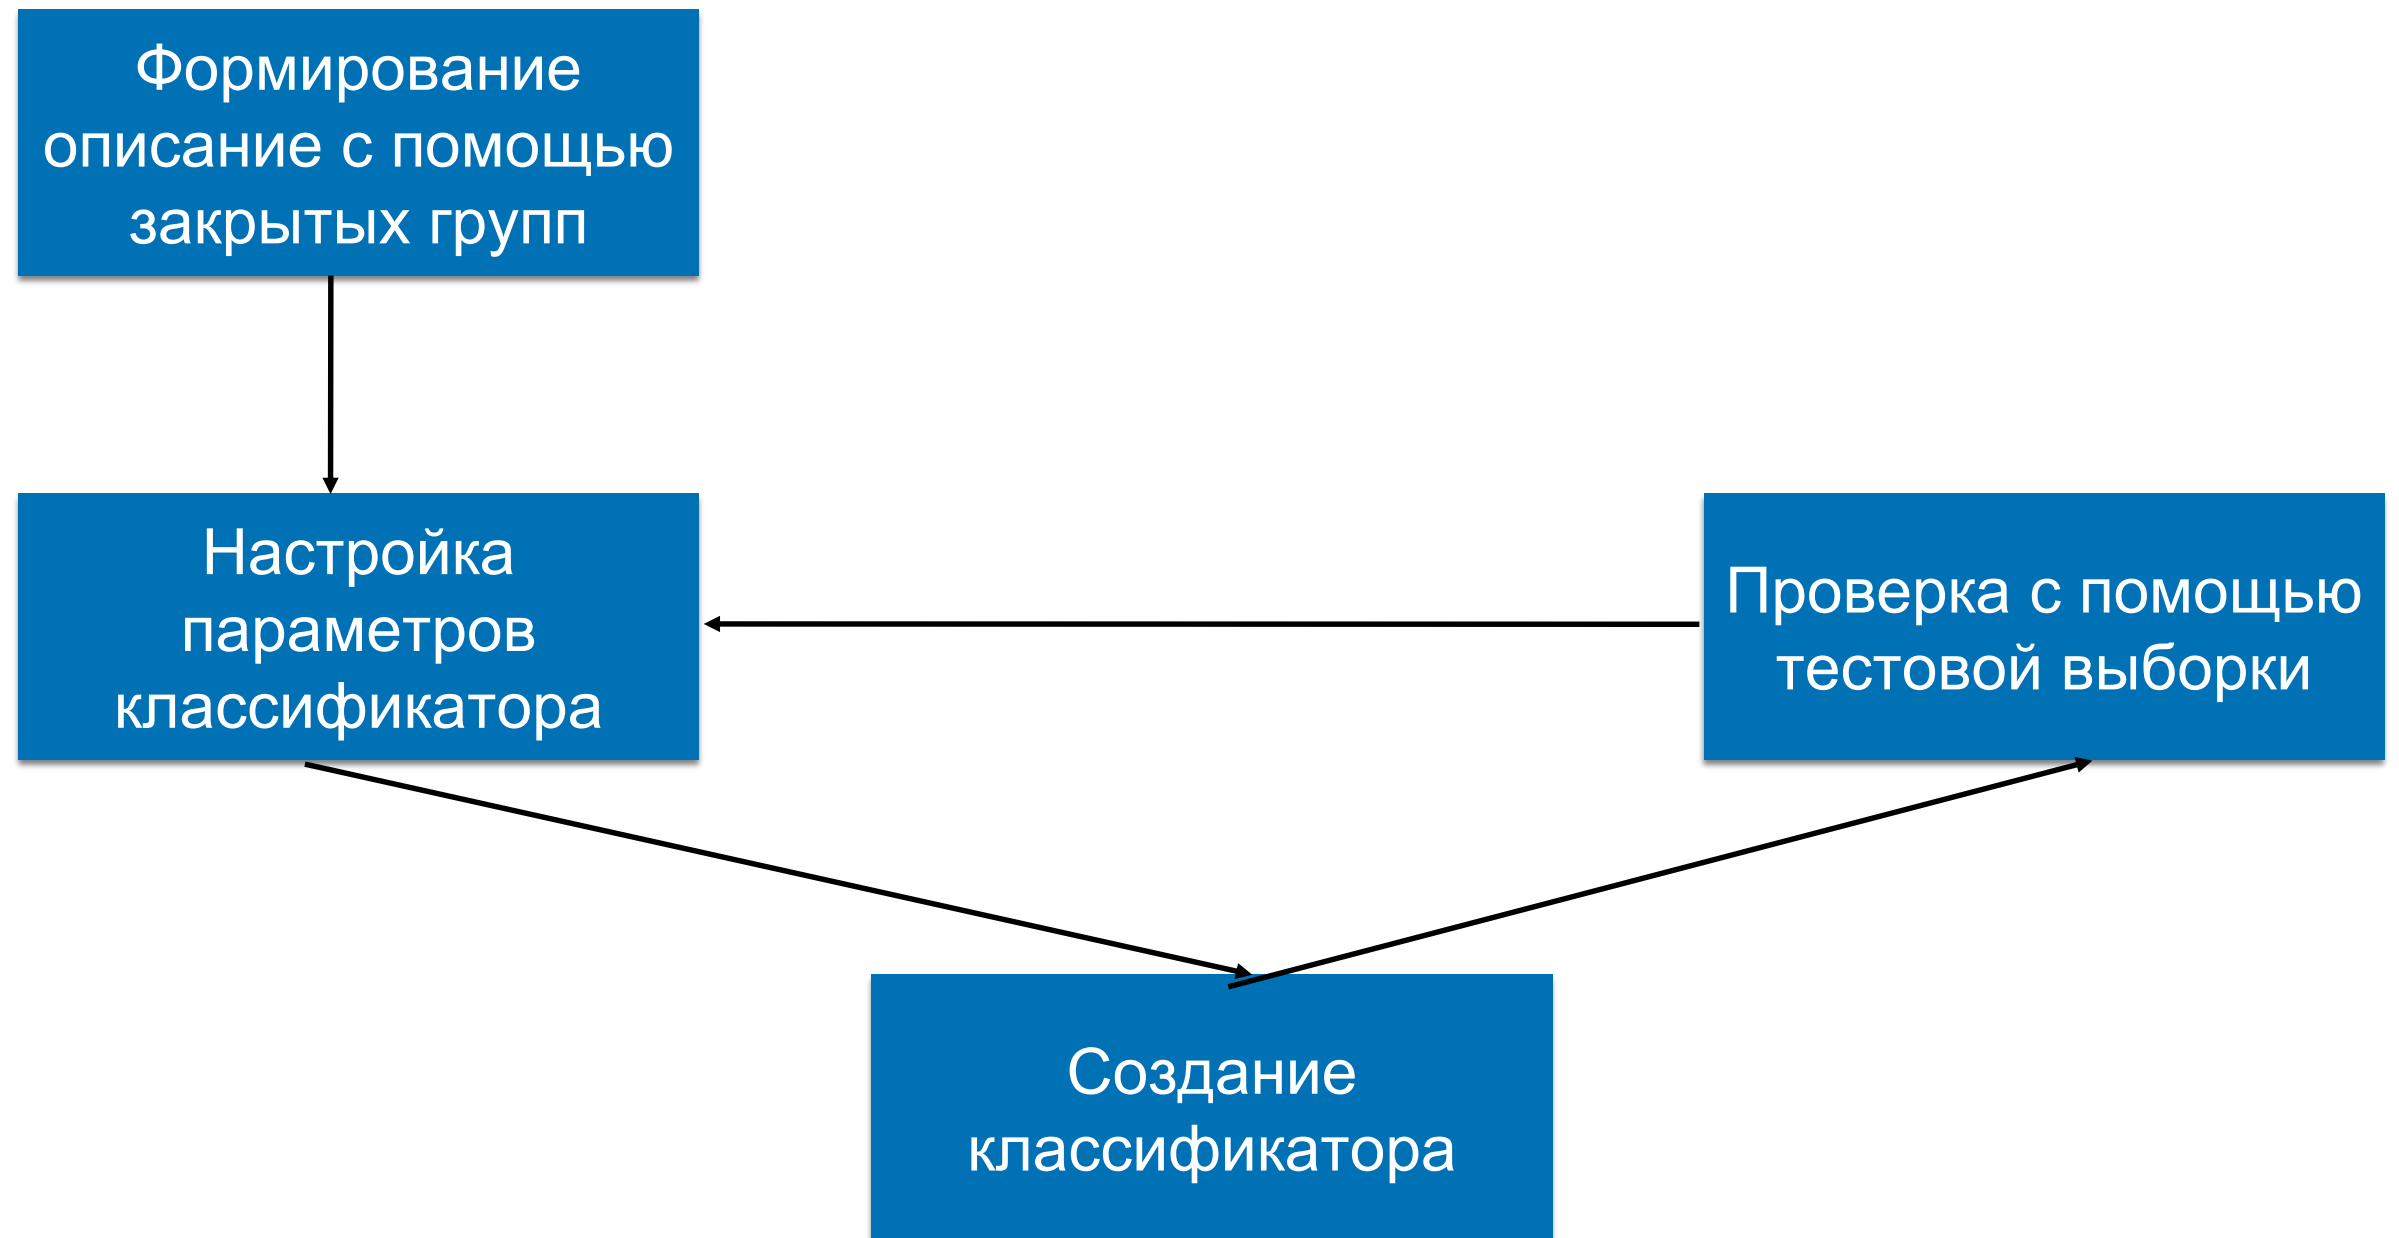 Формирование
описание с помощью
закрытых групп
Настройка
параметров
классификатора
Проверка с помощью
тестовой выборки
Создание
классификатора